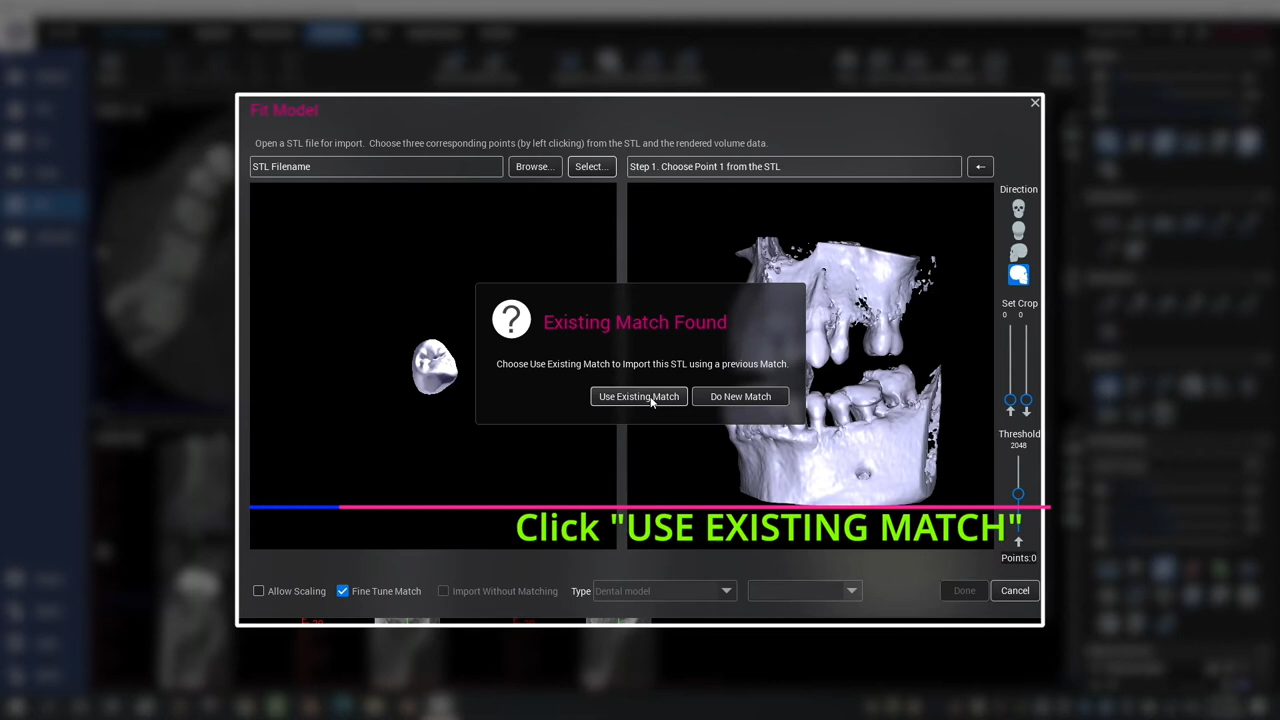 Fit Model
Open a STL file for import. Choose three corresponding points (by left clicking) from the STL and the rendered volume data.
STL Filename
Browse...
Select...
Step 1. Choose Point 1 from the STL
←
Direction
Set Crop
0 0
Existing Match Found
Choose Use Existing Match to Import this STL using a previous Match.
Use Existing Match
Do New Match
Threshold
2048
Click "USE EXISTING MATCH"
Points:0
Allow Scaling
Fine Tune Match
Import Without Matching
Type
Dental model
Done
Cancel